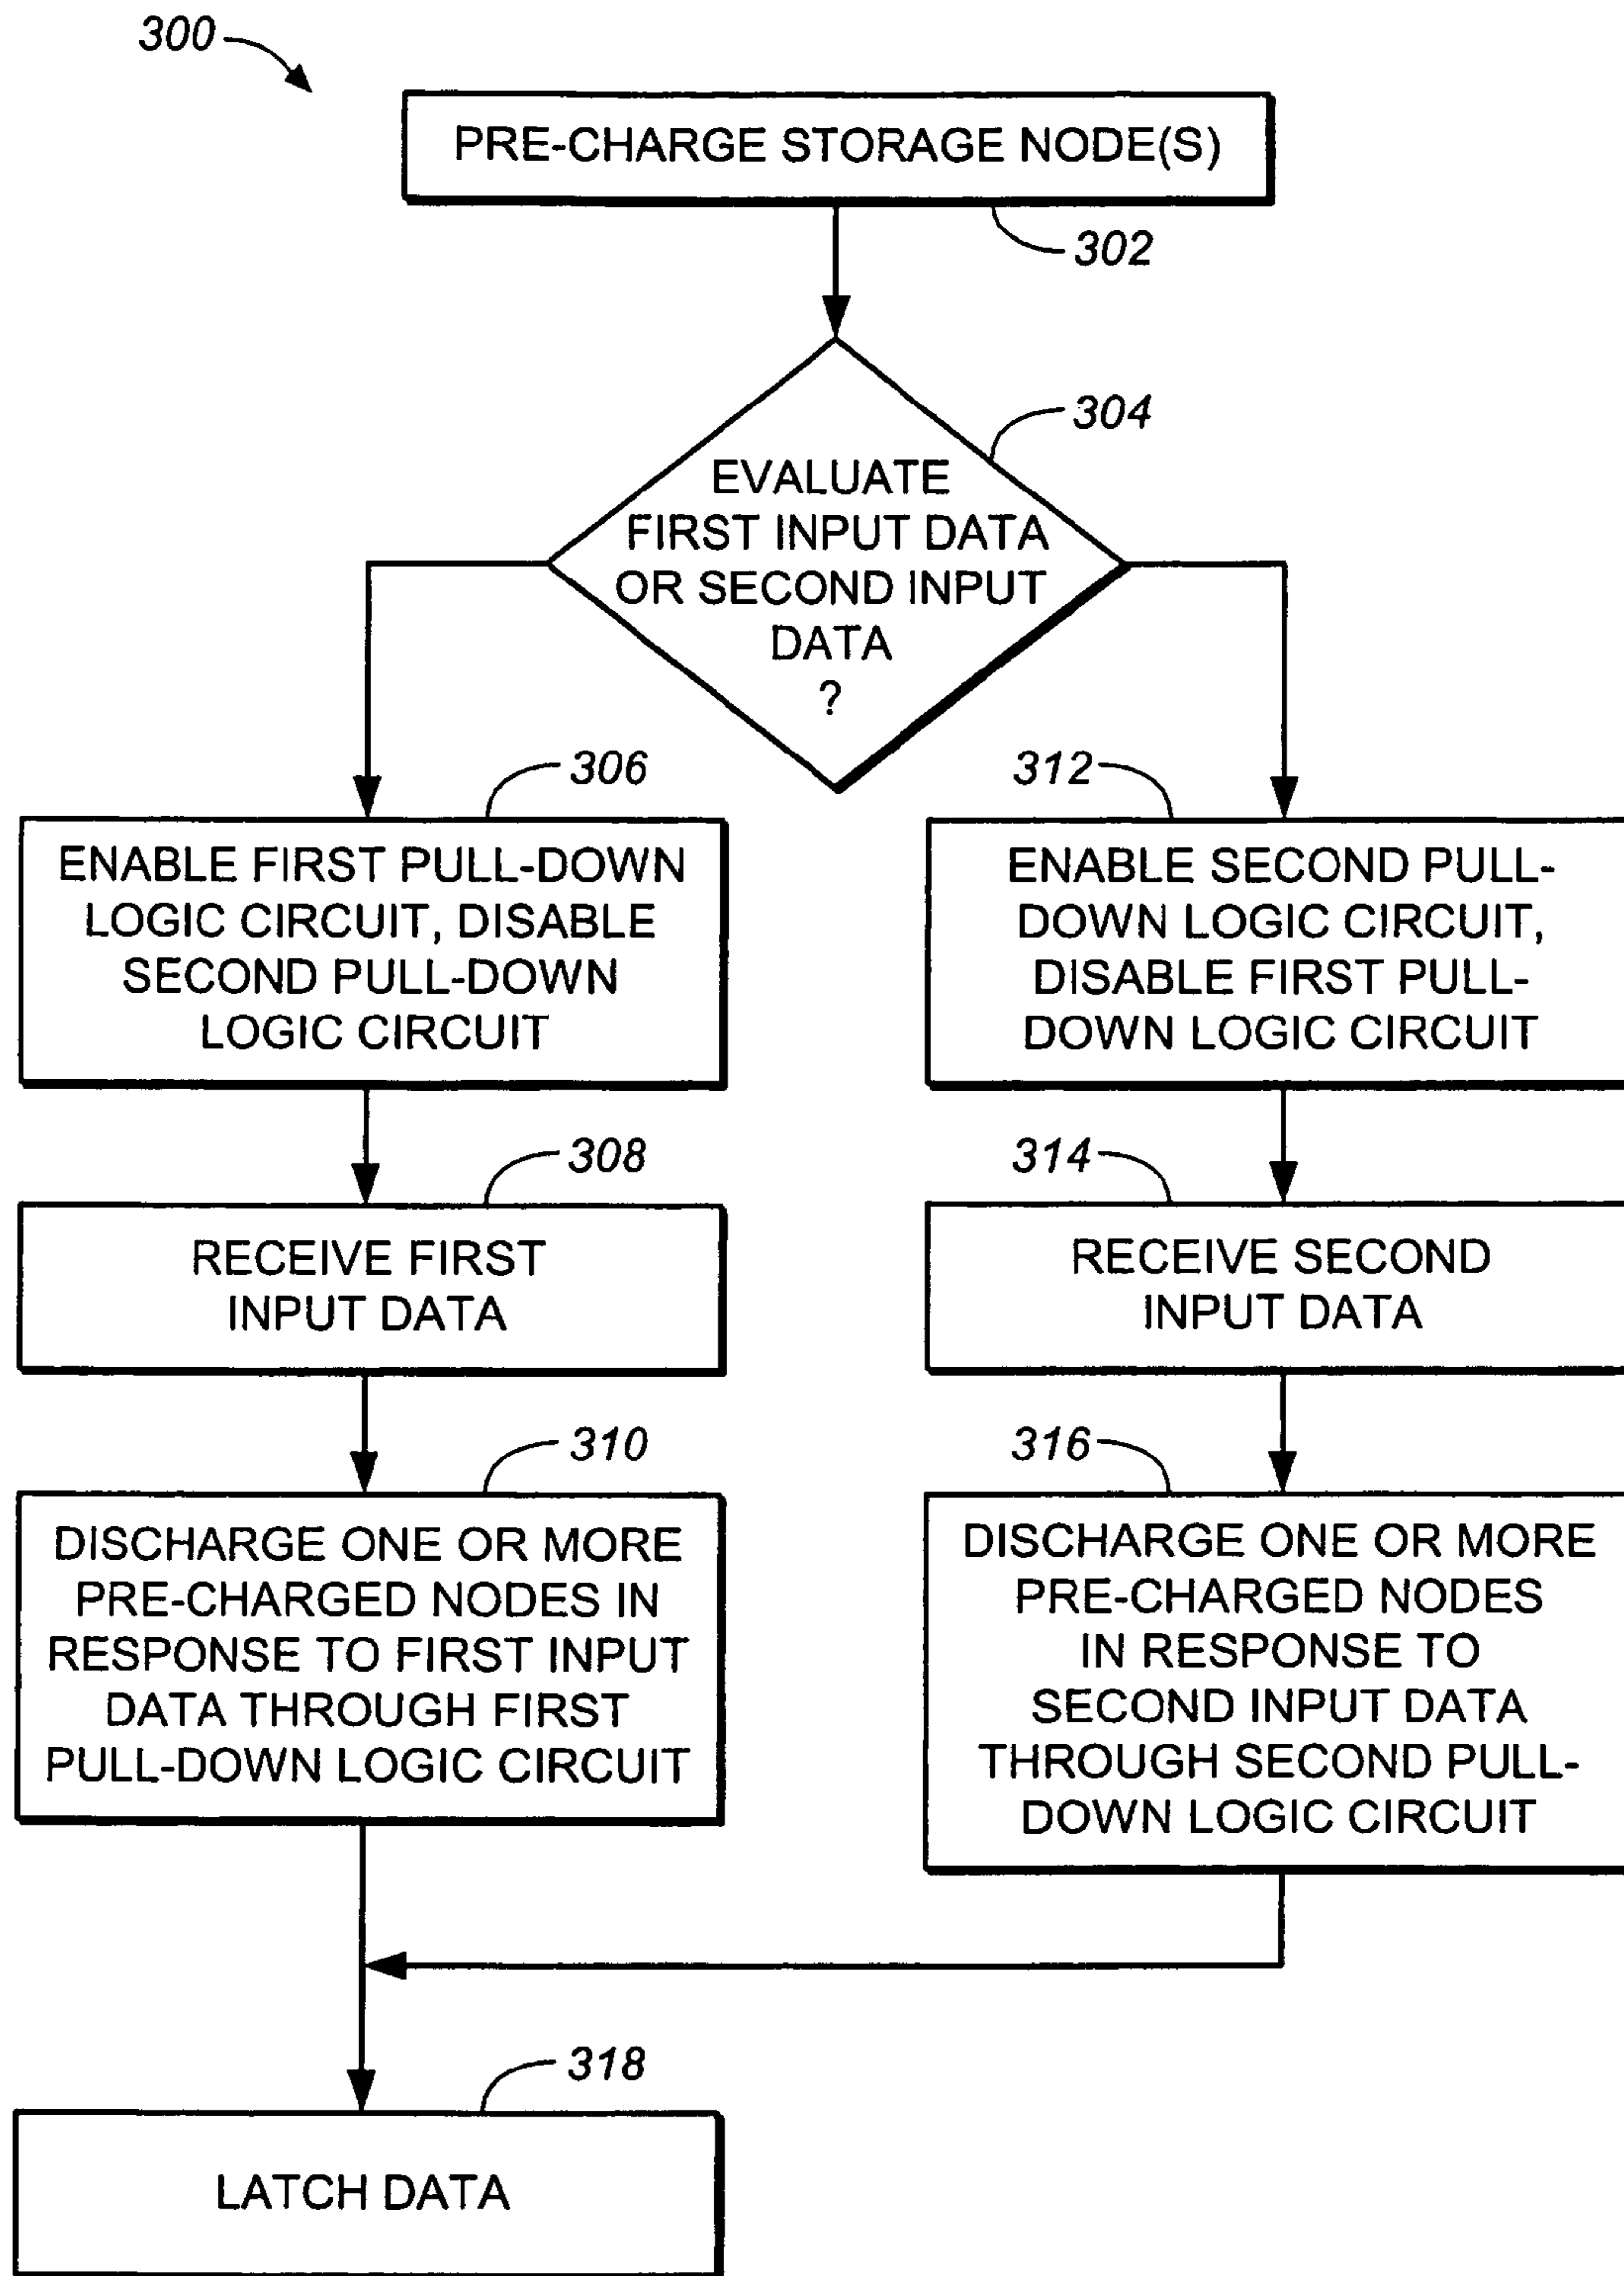 300
PRE-CHARGE STORAGE NODE(S)
302
304
EVALUATE
FIRST INPUT DATA
OR SECOND INPUT
DATA
?
306
ENABLE FIRST PULL-DOWN
LOGIC CIRCUIT, DISABLE
SECOND PULL-DOWN
LOGIC CIRCUIT
312
ENABLE SECOND PULL-
DOWN LOGIC CIRCUIT,
DISABLE FIRST PULL-
DOWN LOGIC CIRCUIT
308
RECEIVE FIRST
INPUT DATA
314
RECEIVE SECOND
INPUT DATA
310
DISCHARGE ONE OR MORE
PRE-CHARGED NODES IN
RESPONSE TO FIRST INPUT
DATA THROUGH FIRST
PULL-DOWN LOGIC CIRCUIT
316
DISCHARGE ONE OR MORE
PRE-CHARGED NODES
IN RESPONSE TO
SECOND INPUT DATA
THROUGH SECOND PULL-
DOWN LOGIC CIRCUIT
318
LATCH DATA